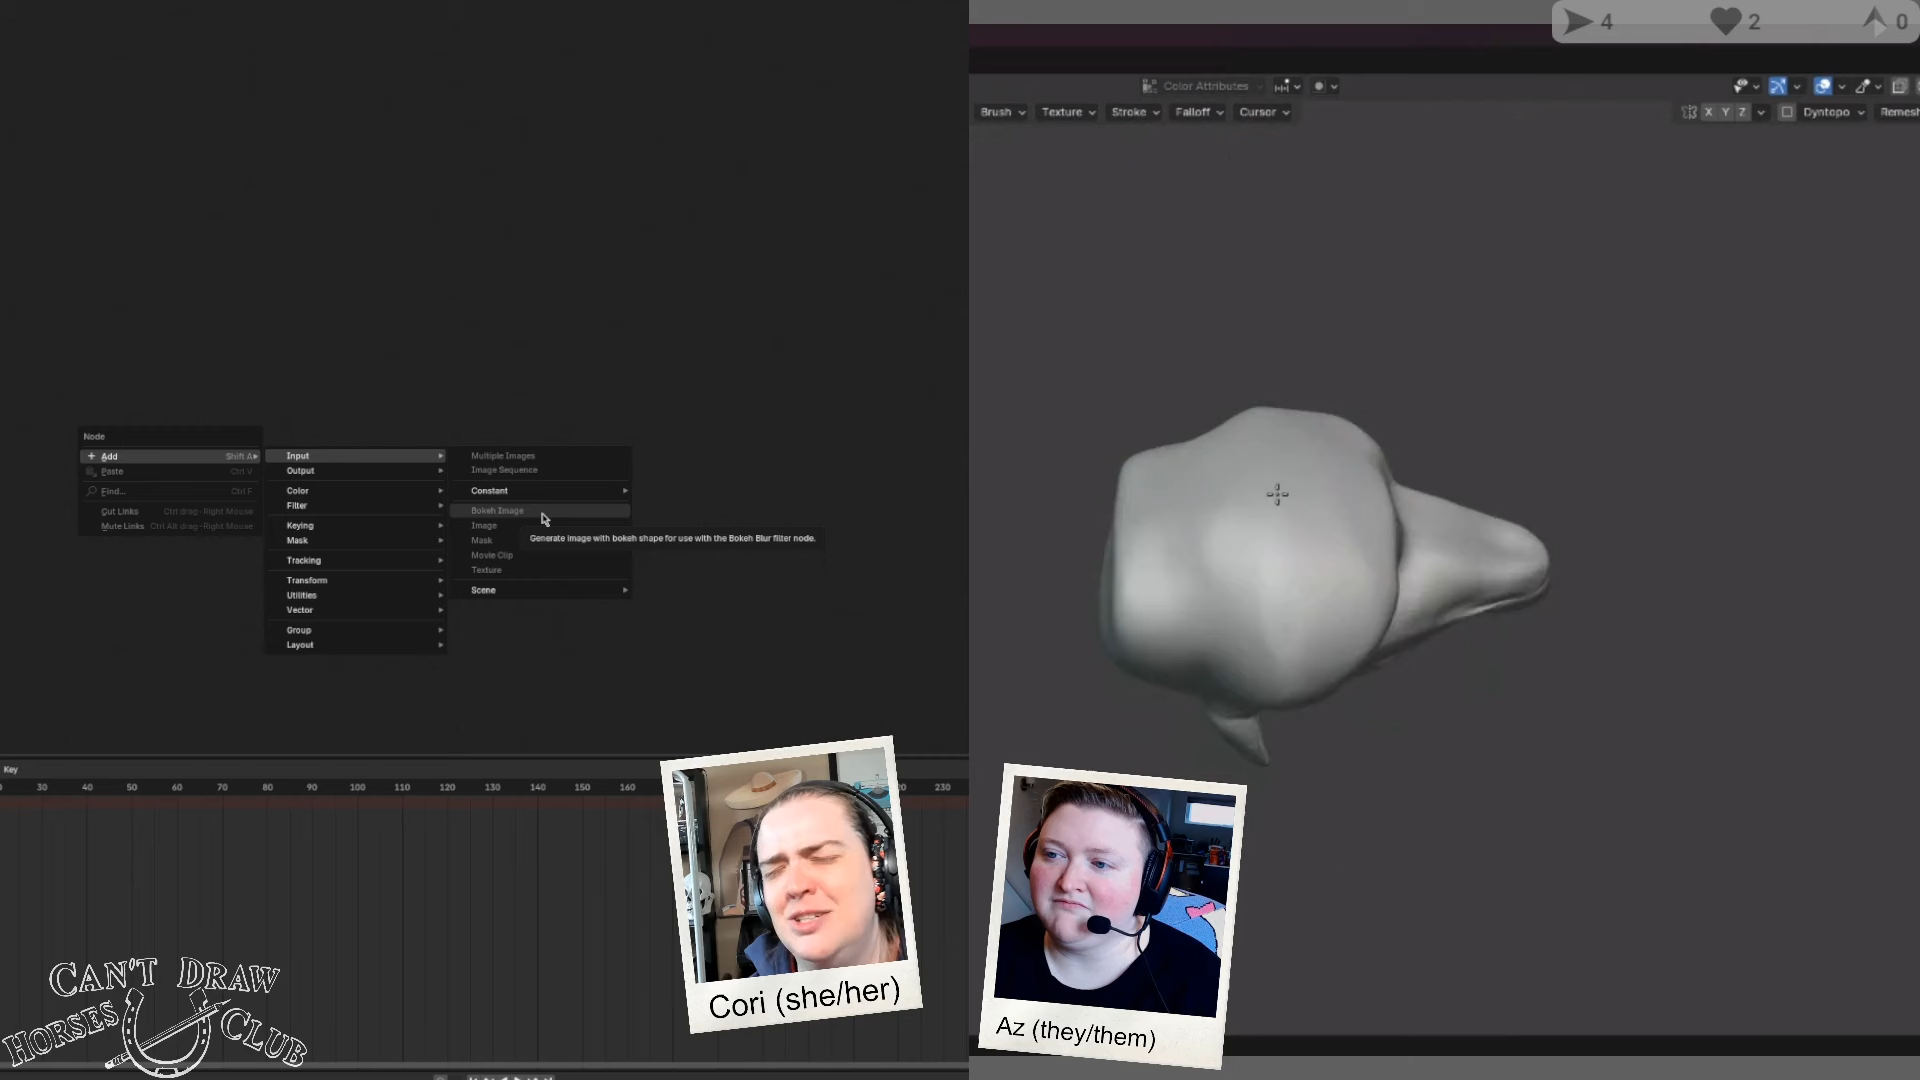 4 2 0
Color Attributes
Brush Texture Stroke Falloff Cursor
X Y Z Dyntopo Remesh
Node
Add Shift A
Paste Ctrl V
Find... Ctrl F
Cut Links Ctrl drag - Right Mouse
Mute Links Ctrl Alt drag - Right Mouse
Input
Output
Color
Filter
Keying
Mask
Tracking
Transform
Utilities
Vector
Group
Layout
Multiple Images
Image Sequence
Constant
Bokeh Image
Image
Mask
Movie Clip
Texture
Scene
Generate image with bokeh shape for use with the Bokeh Blur filter node.
Key
30 40 50 60 70 80 90 100 110 120 130 140 150 160 230
Cori (she/her)
Az (they/them)
CAN'T DRAW
HORSES
CLUB